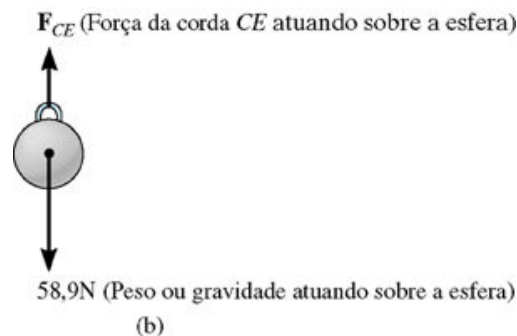 F_CE (Força da corda CE atuando sobre a esfera)
58,9N (Peso ou gravidade atuando sobre a esfera)
(b)